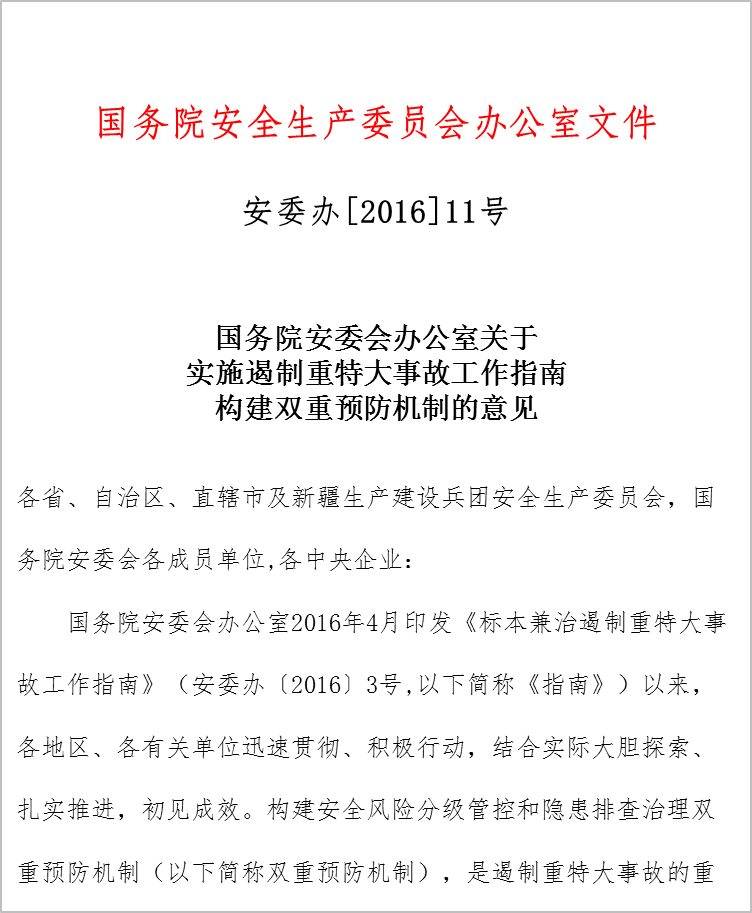 国务院安全生产委员会办公室文件
安委办[2016]11号
国务院安委会办公室关于
实施遏制重特大事故工作指南
构建双重预防机制的意见
各省、自治区、直辖市及新疆生产建设兵团安全生产委员会，国
务院安委会各成员单位,各中央企业：
国务院安委会办公室2016年4月印发《标本兼治遏制重特大事
故工作指南》（安委办〔2016〕3号,以下简称《指南》）以来，
各地区、各有关单位迅速贯彻、积极行动，结合实际大胆探索、
扎实推进，初见成效。构建安全风险分级管控和隐患排查治理双
重预防机制（以下简称双重预防机制），是遏制重特大事故的重